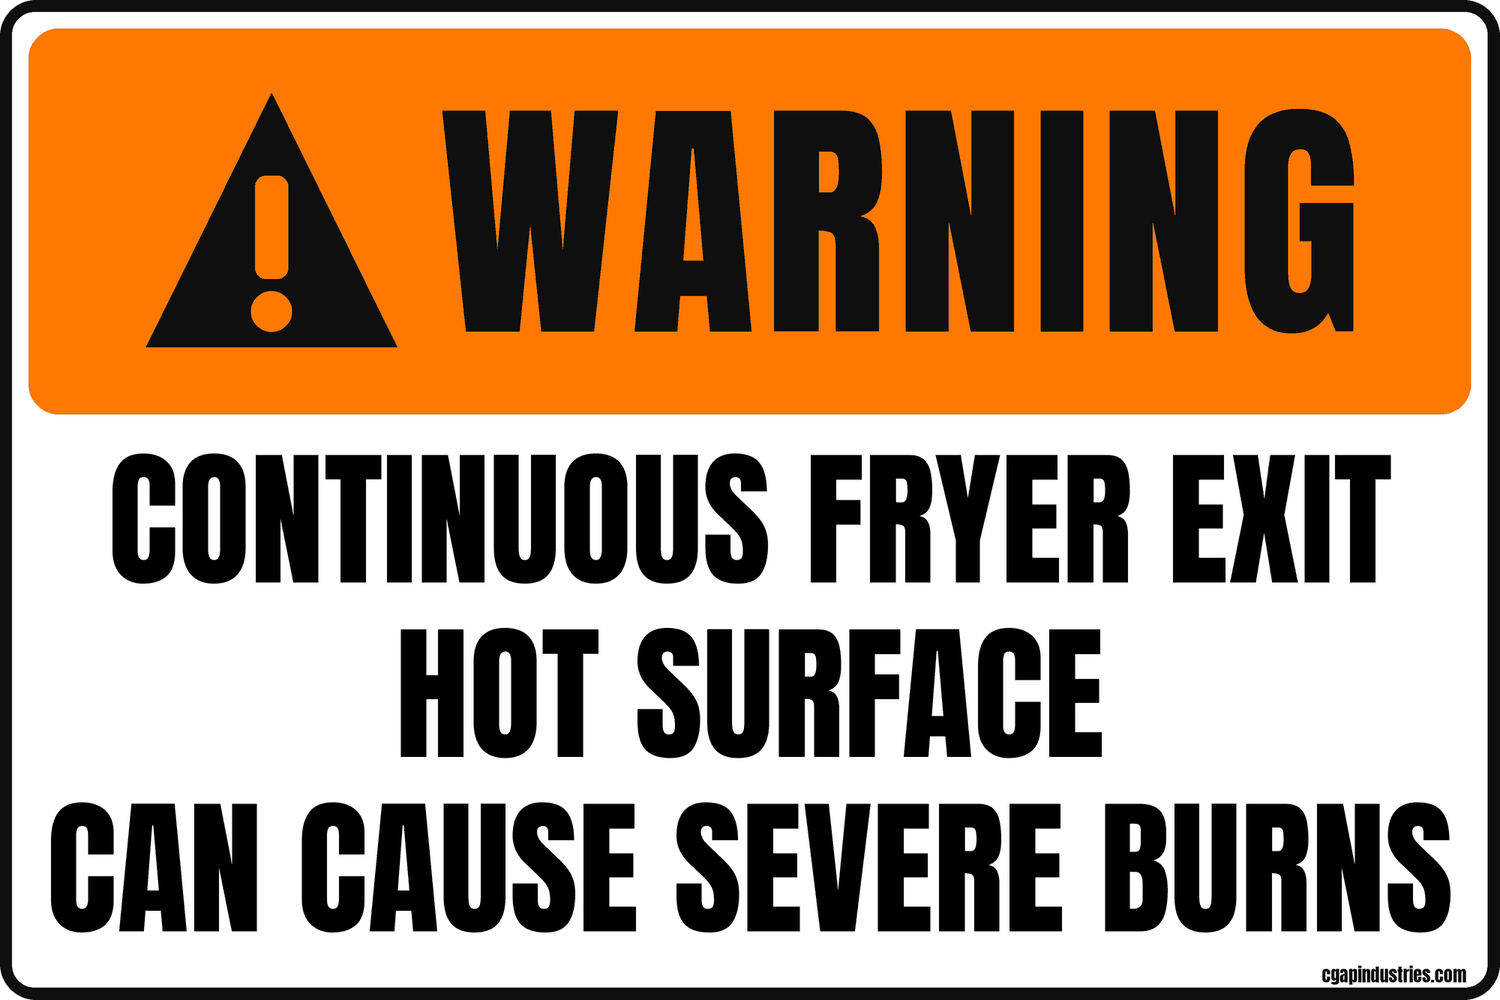 WARNING
CONTINUOUS FRYER EXIT
HOT SURFACE
CAN CAUSE SEVERE BURNS
cgapindustries.com